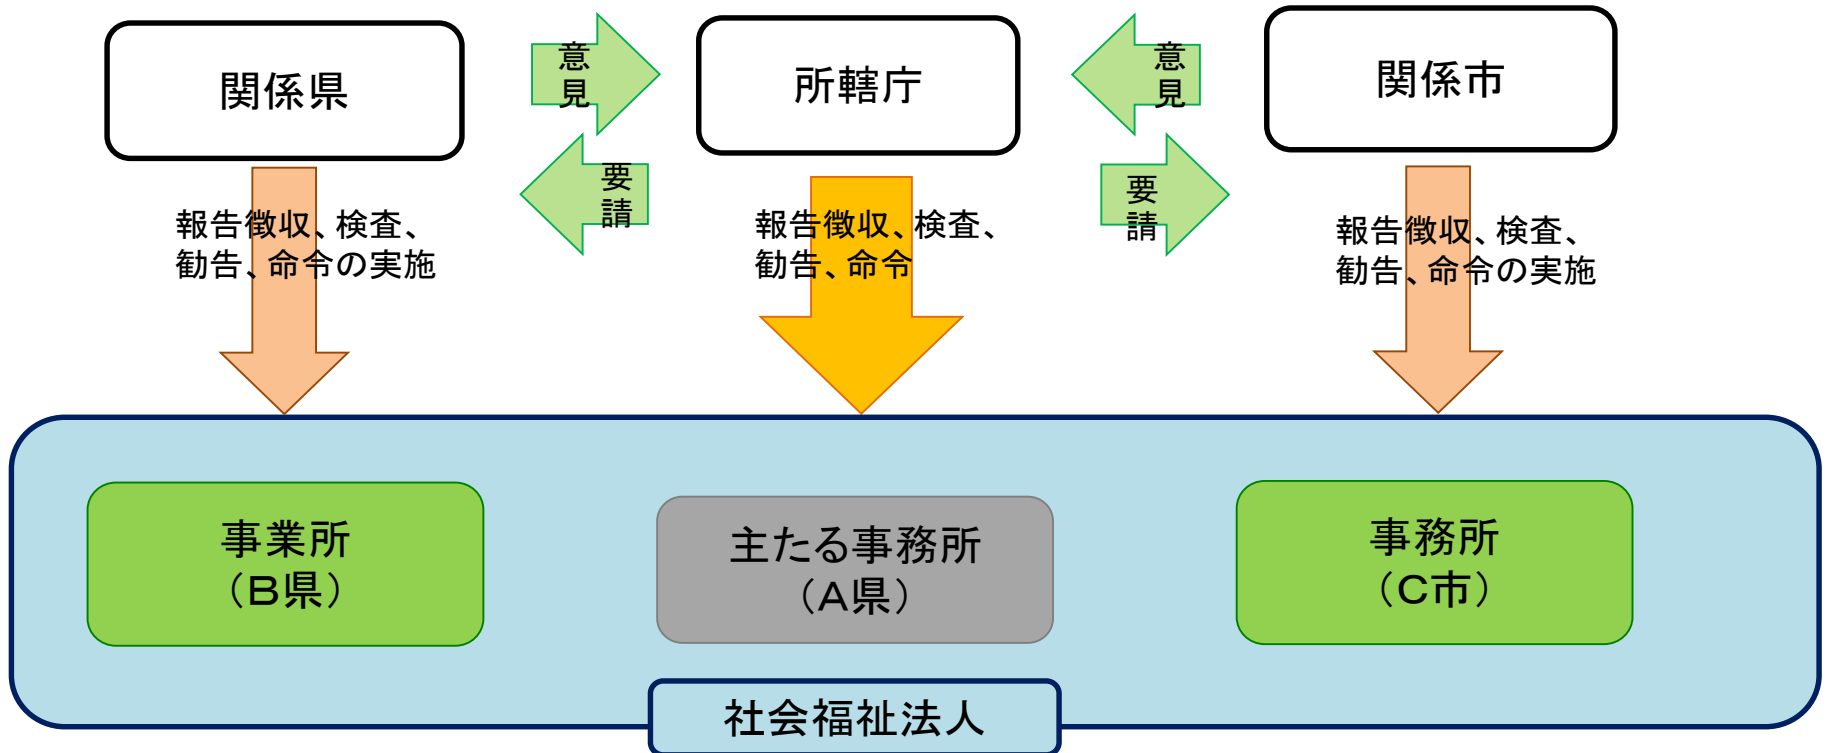 関係県
意
見
所轄庁
意
見
関係市
要
請
要
請
報告徴収、検査、
勧告、命令の実施
報告徴収、検査、
勧告、命令
報告徴収、検査、
勧告、命令の実施
事業所
（Ｂ県）
主たる事務所
（Ａ県）
事務所
（Ｃ市）
社会福祉法人